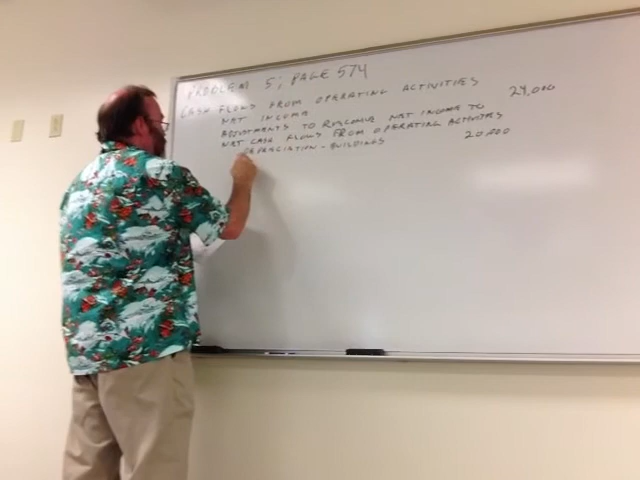 PROBLEM 5; PAGE 574
CASH FLOWS FROM OPERATING ACTIVITIES
NET INCOME 24,000
ADJUSTMENTS TO RECONCILE NET INCOME TO
NET CASH FLOWS FROM OPERATING ACTIVITIES
DEPRECIATION - BUILDINGS 20,000